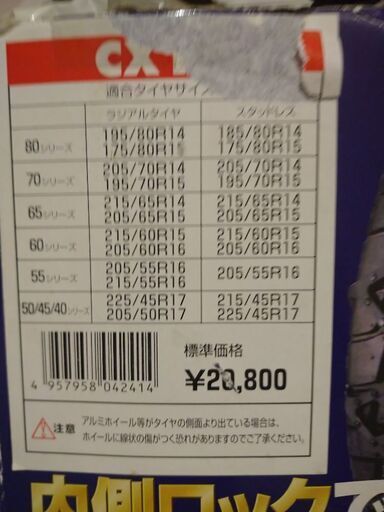 CX
適合タイヤサイズ
ラジアルタイヤ スタッドレス
80シリーズ 195/80R14 185/80R14
175/80R15 175/80R15
70シリーズ 205/70R14 205/70R14
195/70R15 195/70R15
65シリーズ 215/65R14 215/65R14
205/65R15 205/65R15
60シリーズ 215/60R15 215/60R15
205/60R16 205/60R16
55シリーズ 205/55R16 205/55R16
215/55R16
50/45/40シリーズ 225/45R17 215/45R17
205/50R17 225/45R17
標準価格
¥20,800
4 957958 042414
注意
アルミホイール等がタイヤの側面より出ている場合は、
ホイールに線状の傷がつく恐れがありますのでご了承ください。
内側ロックで